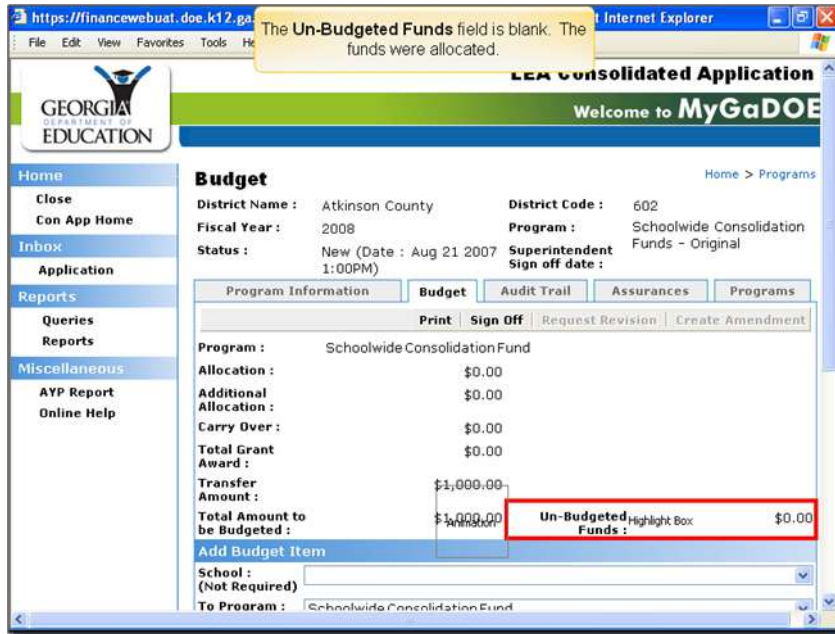 https://financewebuat.doe.k12.ga
t Internet Explorer
The Un-Budgeted Funds field is blank. The
funds were allocated.
File Edit View Favorites Tools He
LEA Consolidated Application
GEORGIA
DEPARTMENT OF
EDUCATION
Welcome to MyGaDOE
Home
Close
Con App Home
Inbox
Application
Reports
Queries
Reports
Miscellaneous
AYP Report
Online Help
Home > Programs
Budget
District Name : Atkinson County District Code : 602
Fiscal Year : 2008 Program : Schoolwide Consolidation
Funds - Original
Status : New (Date : Aug 21 2007
1:00PM)
Superintendent
Sign off date :
Program Information Budget Audit Trail Assurances Programs
Print Sign Off Request Revision Create Amendment
Program : Schoolwide Consolidation Fund
Allocation : $0.00
Additional
Allocation : $0.00
Carry Over : $0.00
Total Grant
Award : $0.00
Transfer
Amount : $1,000.00
Total Amount to
be Budgeted : $1,000.00
Animation
Un-Budgeted
Funds :
Highlight Box
$0.00
Add Budget Item
School :
(Not Required)
To Program : Schoolwide Consolidation Fund